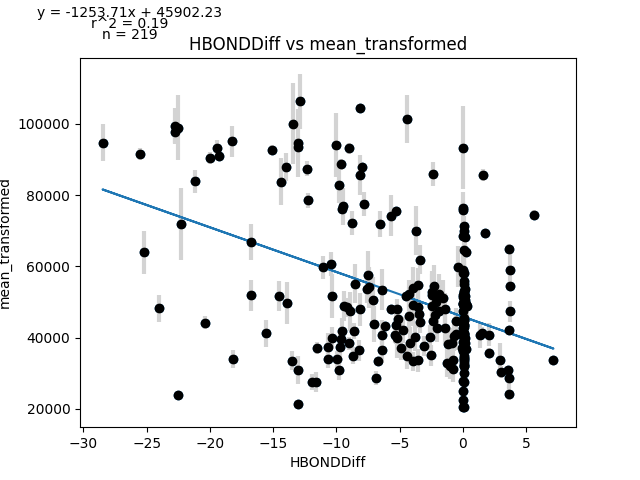 y = -1253.71x + 45902.23
r^2 = 0.19
n = 219
HBONDDiff vs mean_transformed
mean_transformed
100000
80000
60000
40000
20000
−30
−25
−20
−15
−10
−5
0
5
HBONDDiff